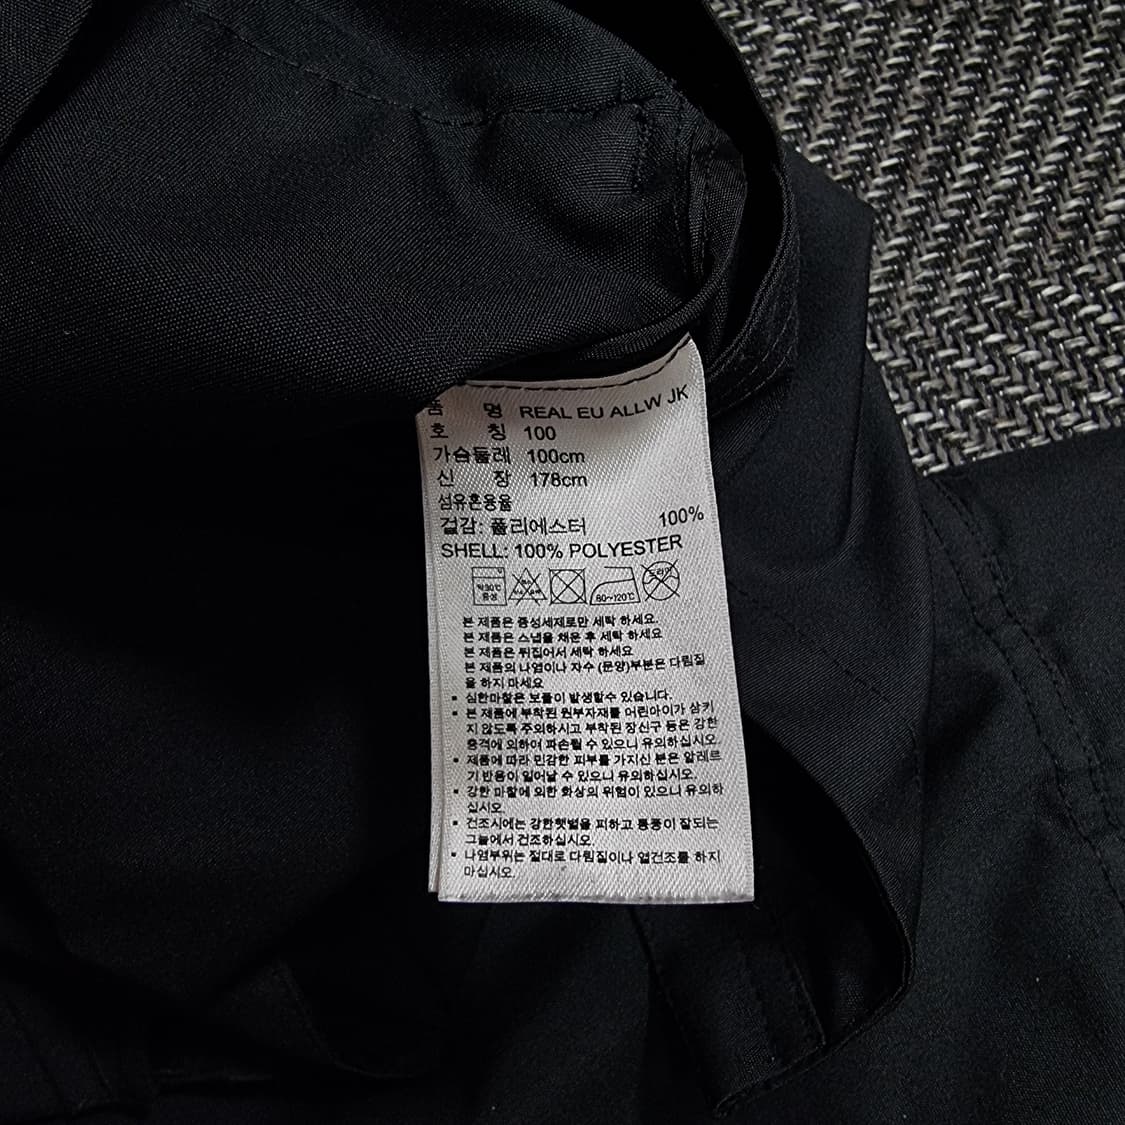 품 명 REAL EU ALLW JK
호 칭 100
가슴둘레 100cm
신 장 178cm
섬유혼용율
겉감: 폴리에스터 100%
SHELL: 100% POLYESTER
약30℃ 중성 80~120℃ 드라이
본 제품은 중성세제로만 세탁 하세요.
본 제품은 스냅을 채운 후 세탁 하세요
본 제품은 뒤집어서 세탁 하세요
본 제품의 나염이나 자수 (문양)부분은 다림질
을 하지 마세요
▪ 심한마찰은 보풀이 발생할수 있습니다.
▪ 본 제품에 부착된 원부자재를 어린아이가 삼키
지 않도록 주의하시고 부착된 장신구 등은 강한
충격에 의하여 파손될 수 있으니 유의하십시오.
▪ 제품에 따라 민감한 피부를 가지신 분은 알레르
기 반응이 일어날 수 있으니 유의하십시오.
▪ 강한 마찰에 의한 화상의 위험이 있으니 유의하
십시오.
▪ 건조시에는 강한햇볕을 피하고 통풍이 잘되는
그늘에서 건조하십시오
▪ 나염부위는 절대로 다림질이나 열건조를 하지
마십시오.